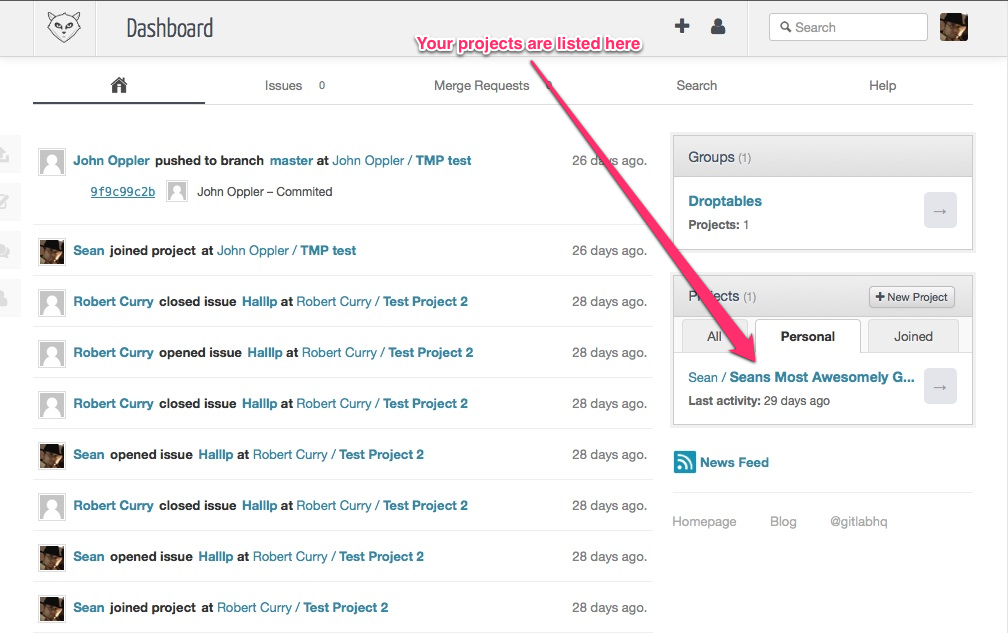 Dashboard
Your projects are listed here
Search
Issues 0
Merge Requests 0
Search
Help
John Oppler pushed to branch master at John Oppler / TMP test
26 days ago.
9f9c99c2b John Oppler – Commited
Sean joined project at John Oppler / TMP test
26 days ago.
Robert Curry closed issue Halllp at Robert Curry / Test Project 2
28 days ago.
Robert Curry opened issue Halllp at Robert Curry / Test Project 2
28 days ago.
Robert Curry closed issue Halllp at Robert Curry / Test Project 2
28 days ago.
Sean opened issue Halllp at Robert Curry / Test Project 2
28 days ago.
Robert Curry closed issue Halllp at Robert Curry / Test Project 2
28 days ago.
Sean opened issue Halllp at Robert Curry / Test Project 2
28 days ago.
Sean joined project at Robert Curry / Test Project 2
28 days ago.
Groups (1)
Droptables
Projects: 1
Projects (1)
New Project
All
Personal
Joined
Sean / Seans Most Awesomely G...
Last activity: 29 days ago
News Feed
Homepage
Blog
@gitlabhq